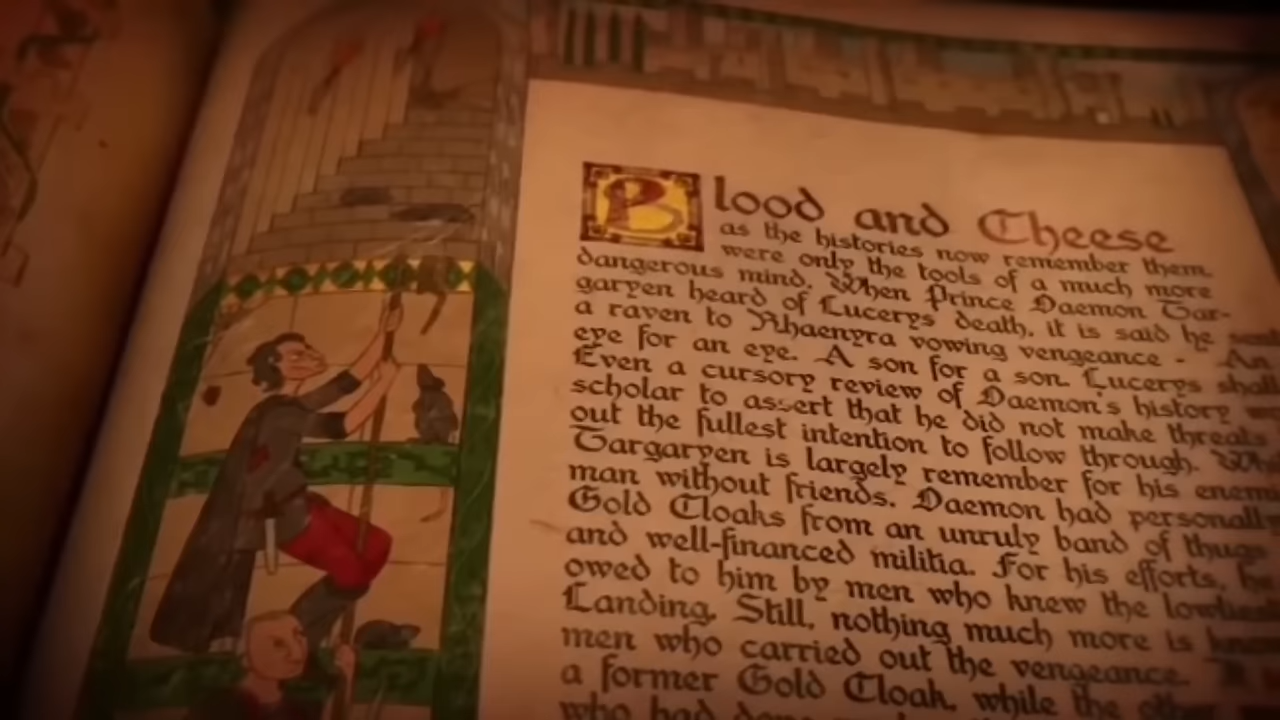 Blood and Cheese
as the histories now remember them,
were only the tools of a much more
dangerous mind. When Prince Daemon Tar-
garyen heard of Lucerys death, it is said he sent
a raven to Rhaenyra vowing vengeance - An
eye for an eye. A son for a son. Lucerys shall
Even a cursory review of Daemon's history
scholar to assert that he did not make threats
out the fullest intention to follow through.
Targaryen is largely remember for his
man without friends. Daemon had personally
Gold Cloaks from an unruly band of thugs
and well-financed militia. For his efforts, he
owed to him by men who knew the lowliest
Landing. Still, nothing much more is
men who carried out the vengeance.
a former Gold Cloak, while the other
who had